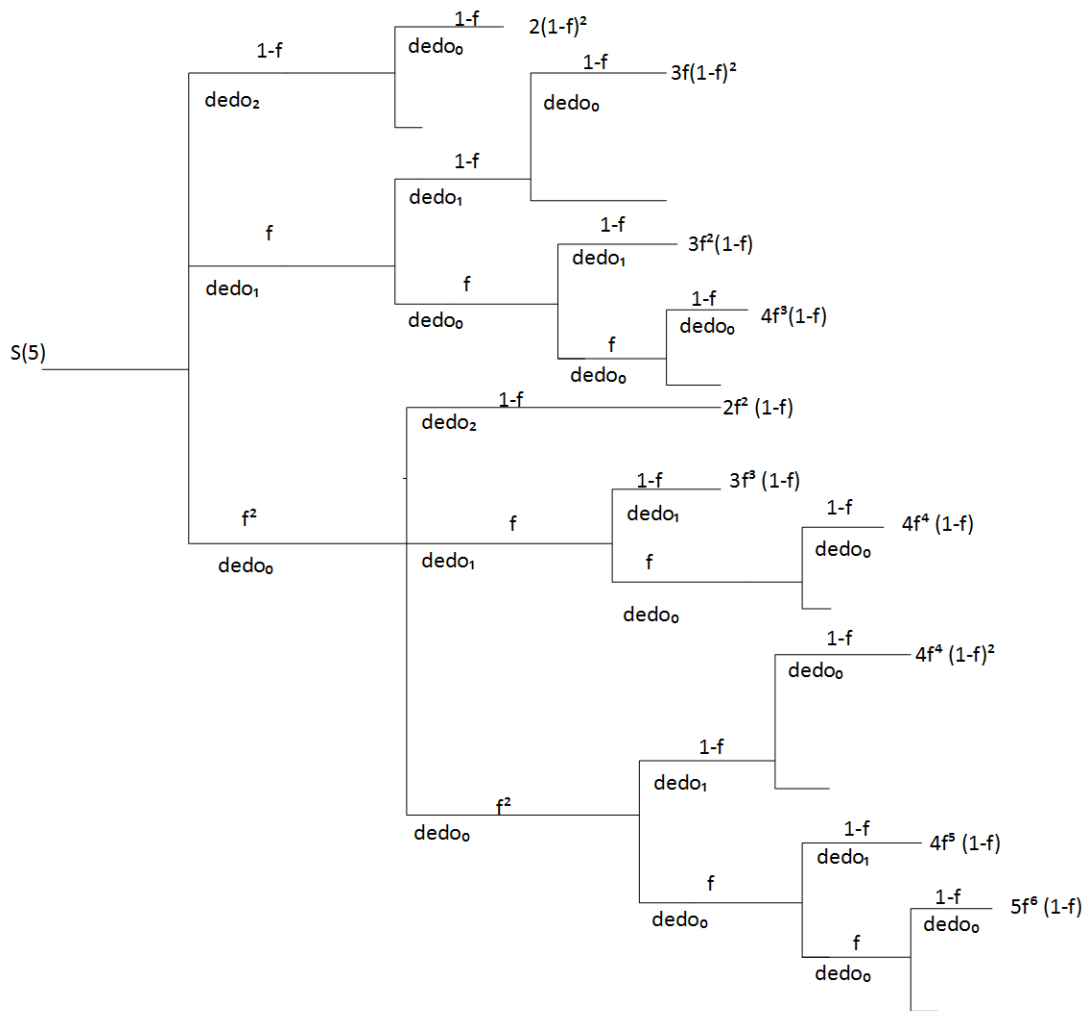 1-f
2(1-f)²
dedo₀
1-f
dedo₂
1-f
3f(1-f)²
dedo₀
1-f
dedo₁
f
dedo₁
1-f
3f²(1-f)
dedo₁
f
dedo₀
1-f
4f³(1-f)
dedo₀
f
dedo₀
S(5)
1-f
2f² (1-f)
dedo₂
1-f
3f³ (1-f)
dedo₁
f²
dedo₀
f
dedo₁
1-f
4f⁴ (1-f)
dedo₀
f
dedo₀
1-f
4f⁴ (1-f)²
dedo₀
1-f
dedo₁
f²
dedo₀
1-f
4f⁵ (1-f)
dedo₁
f
dedo₀
1-f
5f⁶ (1-f)
dedo₀
f
dedo₀